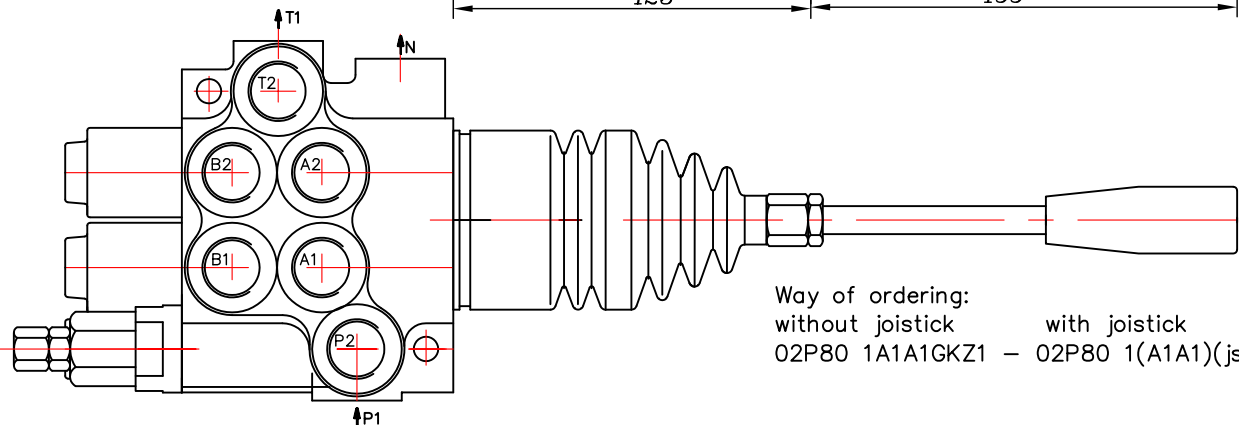 T1
N
T2
B2 A2
B1 A1
P2
P1
Way of ordering:
without joistick with joistick
02P80 1A1A1GKZ1 – 02P80 1(A1A1)(js